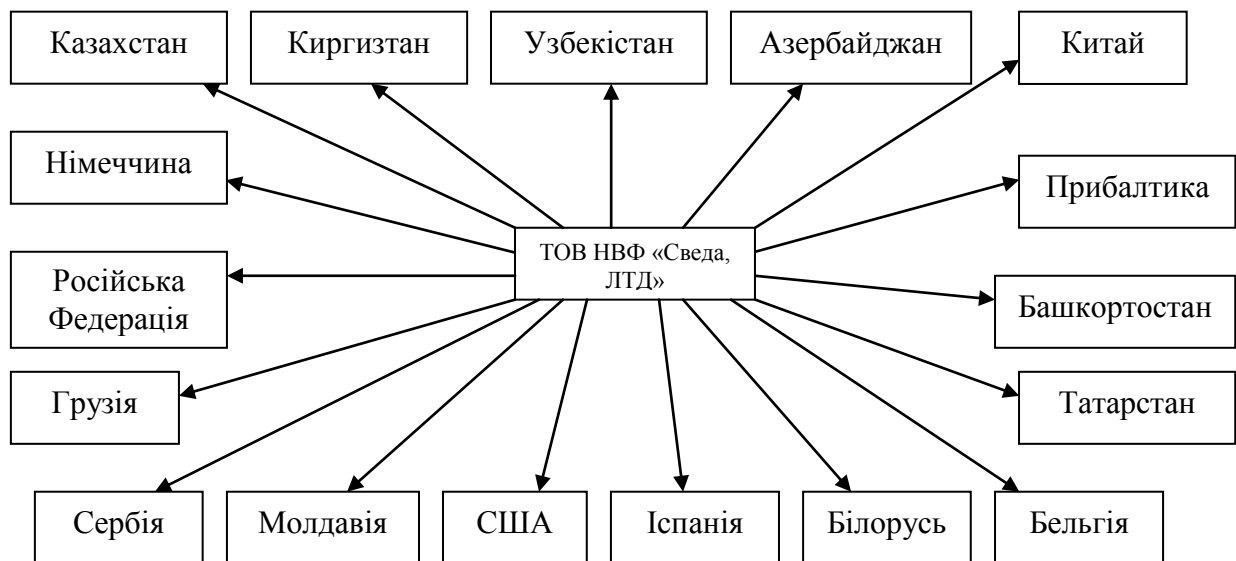 Казахстан
Киргизтан
Узбекістан
Азербайджан
Китай
Німеччина
Прибалтика
ТОВ НВФ «Сведа,
ЛТД»
Російська
Федерація
Башкортостан
Грузія
Татарстан
Сербія
Молдавія
США
Іспанія
Білорусь
Бельгія